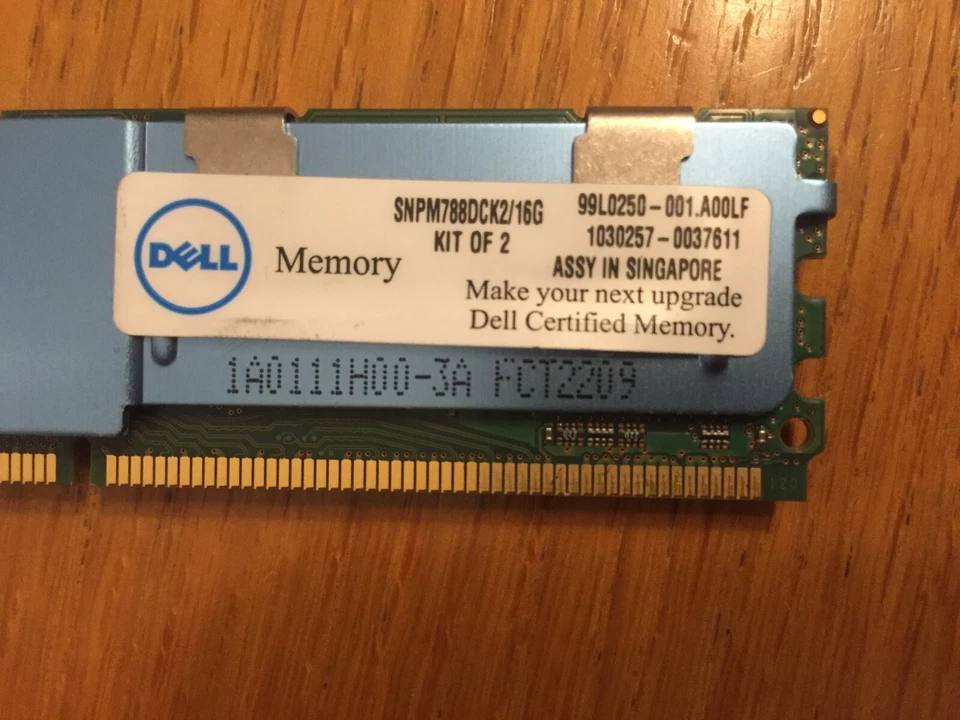 DELL
Memory
SNPM788DCK2/16G
KIT OF 2
99L0250-001.A00LF
1030257-0037611
ASSY IN SINGAPORE
Make your next upgrade
Dell Certified Memory.
1A0111H00-3A FCT2209
120